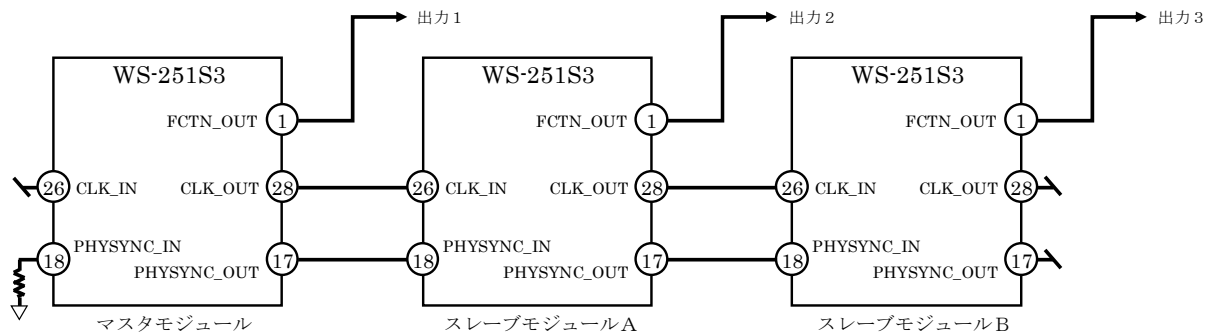 出力1 出力2 出力3
WS-251S3 WS-251S3 WS-251S3
FCTN_OUT 1 FCTN_OUT 1 FCTN_OUT 1
26 CLK_IN CLK_OUT 28 26 CLK_IN CLK_OUT 28 26 CLK_IN CLK_OUT 28
18 PHYSYNC_IN PHYSYNC_OUT 17 18 PHYSYNC_IN PHYSYNC_OUT 17 18 PHYSYNC_IN PHYSYNC_OUT 17
マスタモジュール スレーブモジュールA スレーブモジュールB